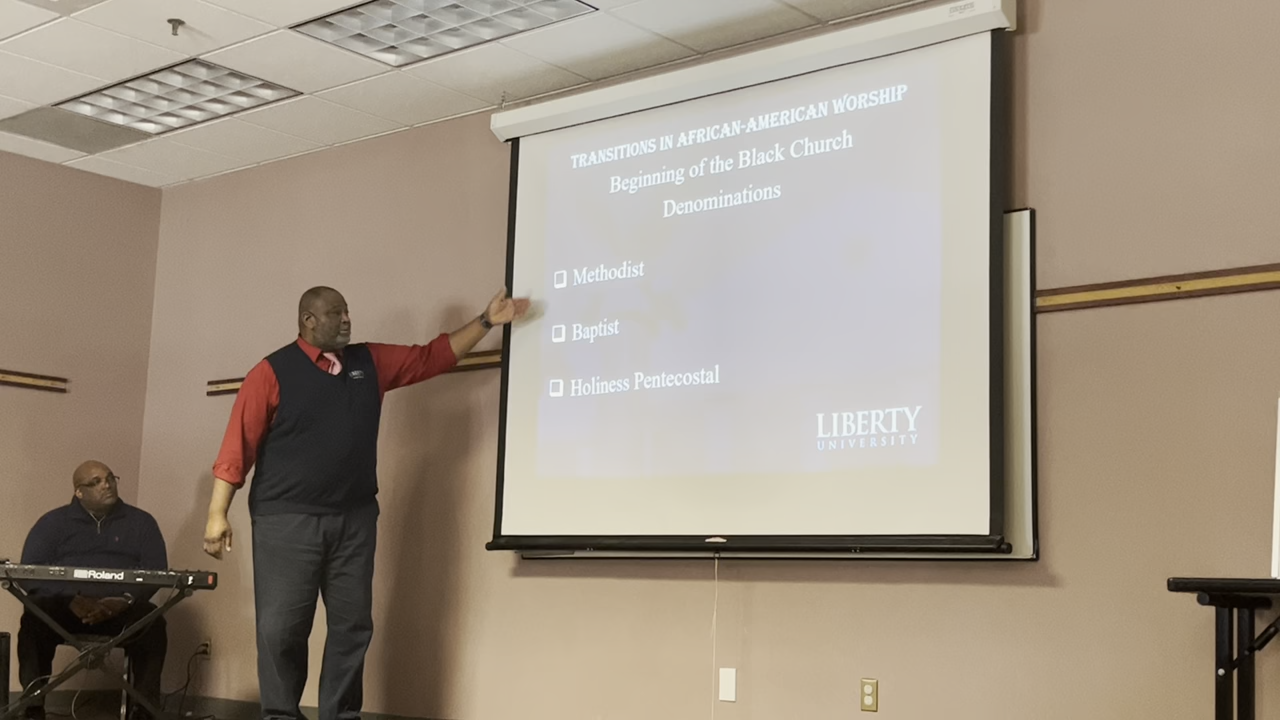 TRANSITIONS IN AFRICAN-AMERICAN WORSHIP
Beginning of the Black Church
Denominations
Methodist
Baptist
Holiness Pentecostal
LIBERTY
UNIVERSITY
Roland